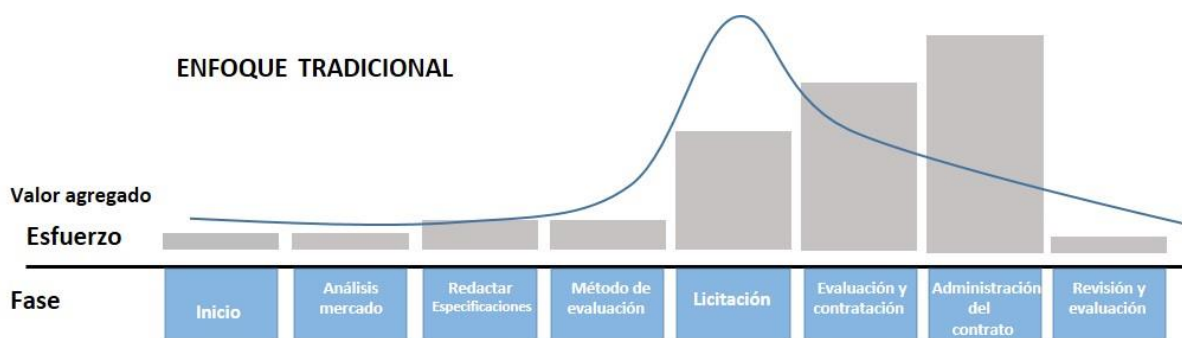 ENFOQUE TRADICIONAL
Valor agregado
Esfuerzo
Fase
Inicio
Análisis
mercado
Redactar
Especificaciones
Método de
evaluación
Licitación
Evaluación y
contratación
Administración
del
contrato
Revisión y
evaluación